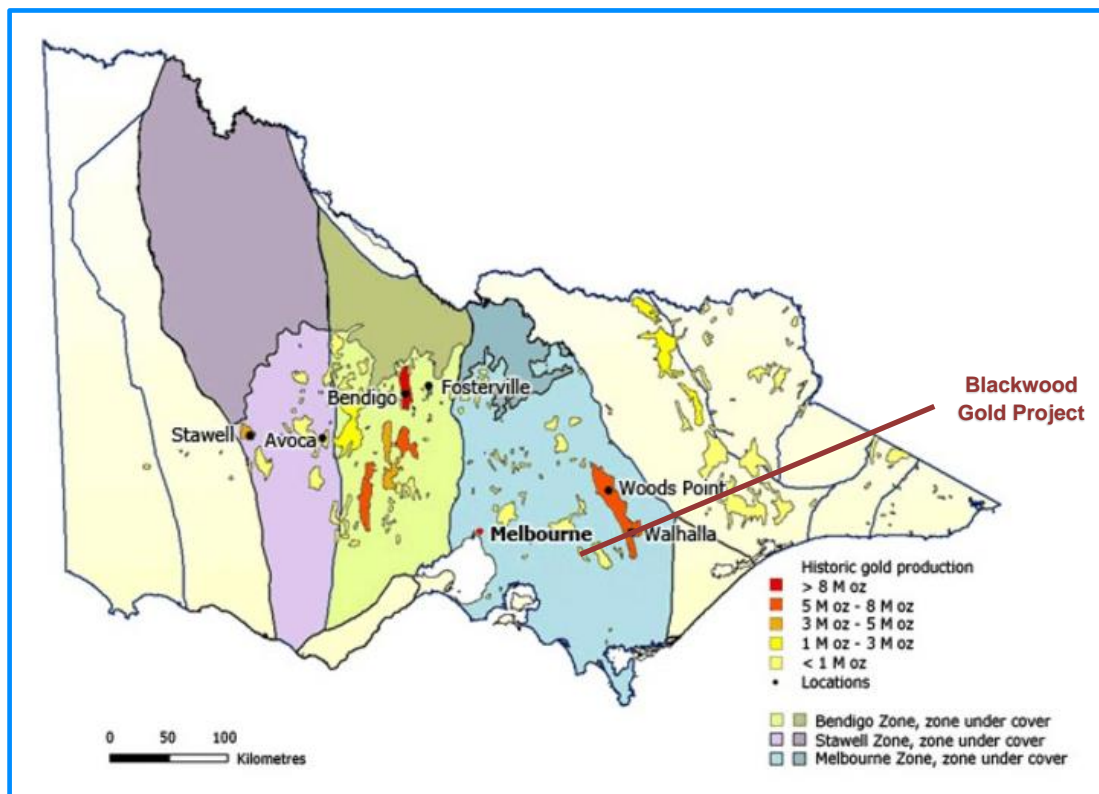 Blackwood
Gold Project
Bendigo
Fosterville
Stawell
Avoca
Woods Point
Melbourne
Walhalla
Historic gold production
> 8 M oz
5 M oz - 8 M oz
3 M oz - 5 M oz
1 M oz - 3 M oz
< 1 M oz
Locations
Bendigo Zone, zone under cover
Stawell Zone, zone under cover
Melbourne Zone, zone under cover
0 50 100
Kilometres